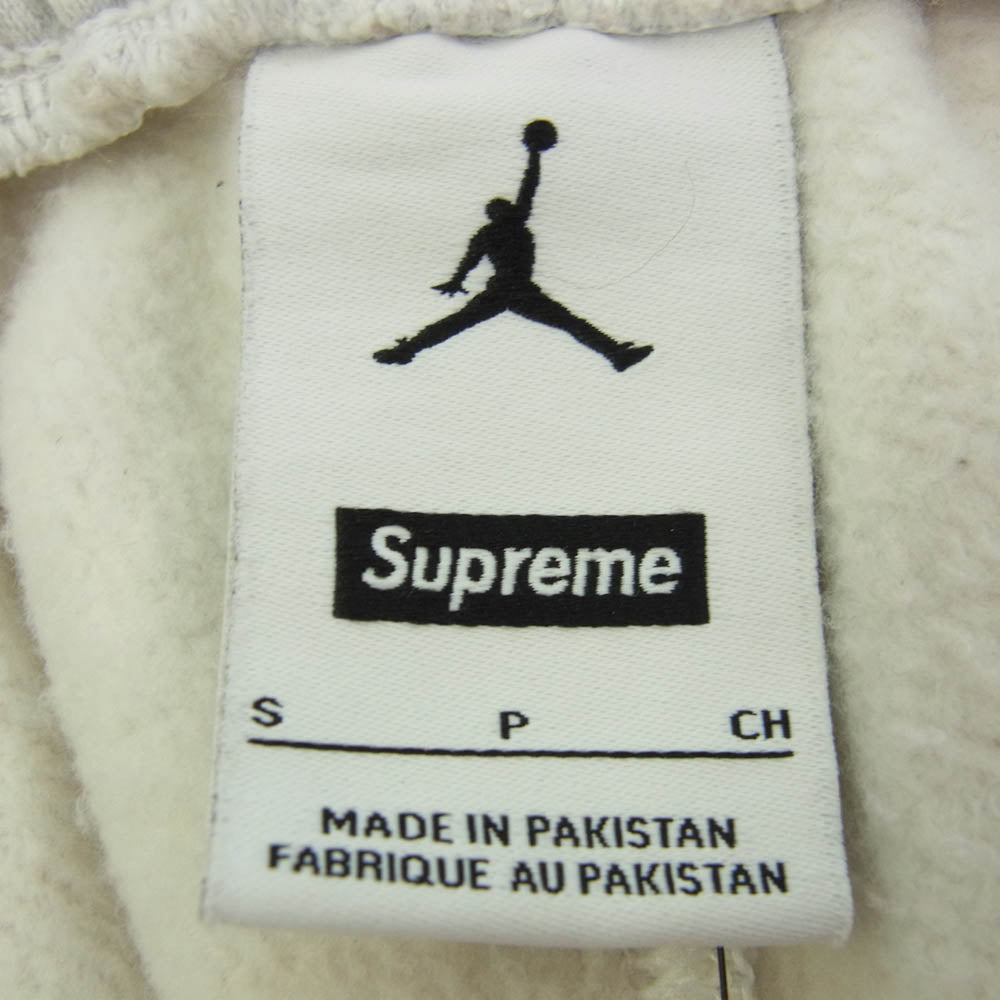 Supreme
S P CH
MADE IN PAKISTAN
FABRIQUE AU PAKISTAN